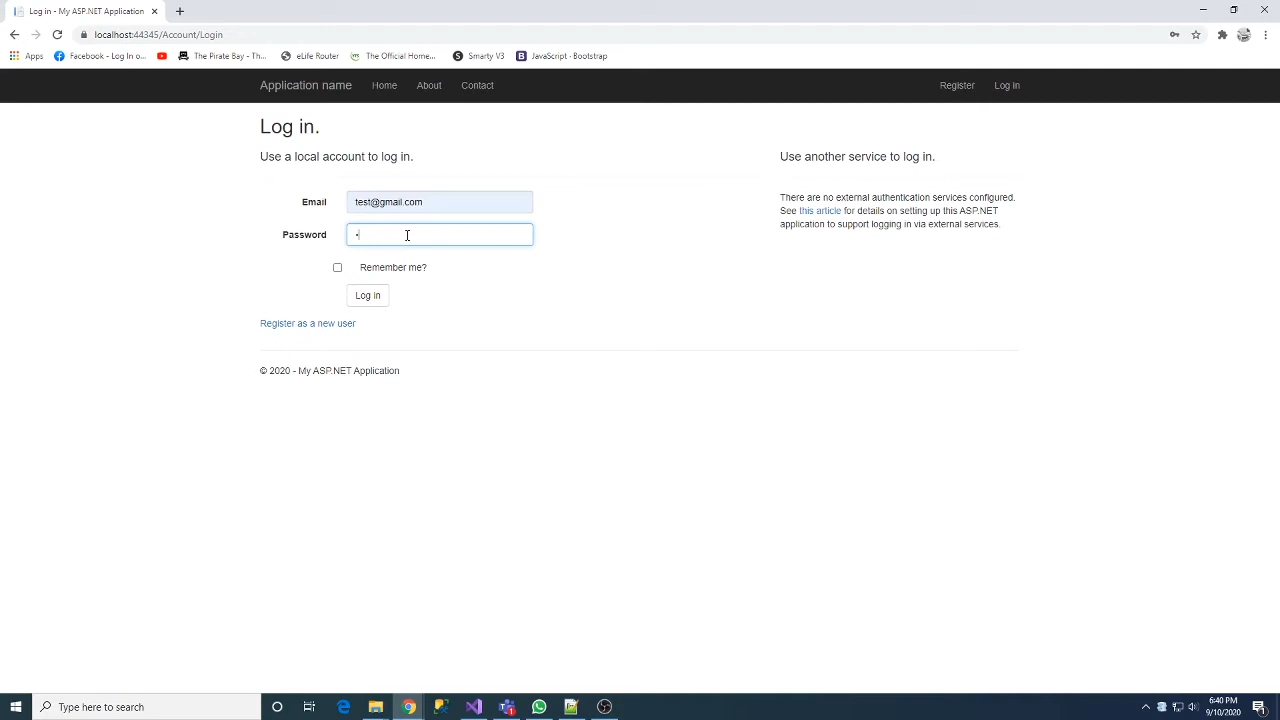 Log in - My ASP.NET Application
localhost:44345/Account/Login
Apps Facebook - Log In o... The Pirate Bay - Th... eLife Router The Official Home... Smarty V3 JavaScript · Bootstrap
Application name Home About Contact Register Log in
Log in.
Use a local account to log in.
Use another service to log in.
Email test@gmail.com
Password
Remember me?
Log in
Register as a new user
There are no external authentication services configured.
See this article for details on setting up this ASP.NET
application to support logging in via external services.
© 2020 - My ASP.NET Application
Type here to search
6:40 PM
9/10/2020